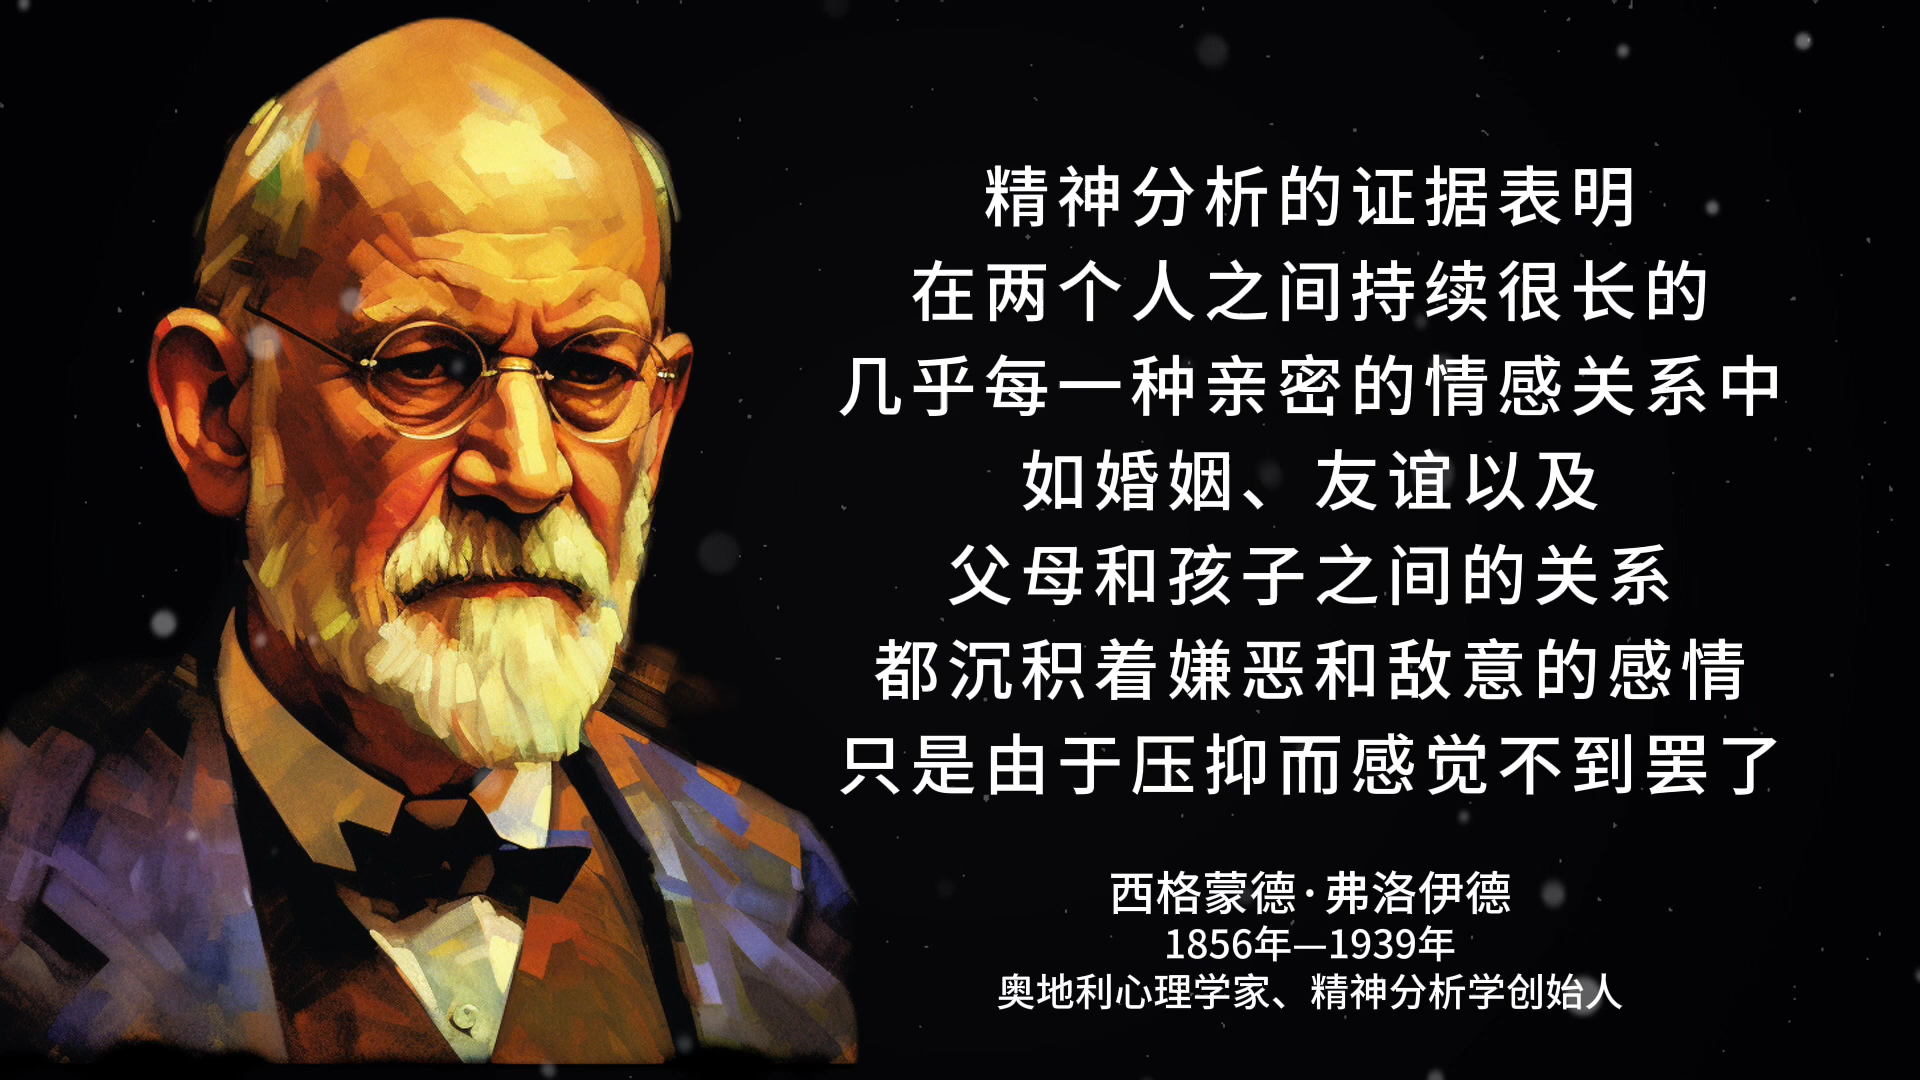 精神分析的证据表明
在两个人之间持续很长的
几乎每一种亲密的情感关系中
如婚姻、友谊以及
父母和孩子之间的关系
都沉积着嫌恶和敌意的感情
只是由于压抑而感觉不到罢了
西格蒙德·弗洛伊德
1856年—1939年
奥地利心理学家、精神分析学创始人